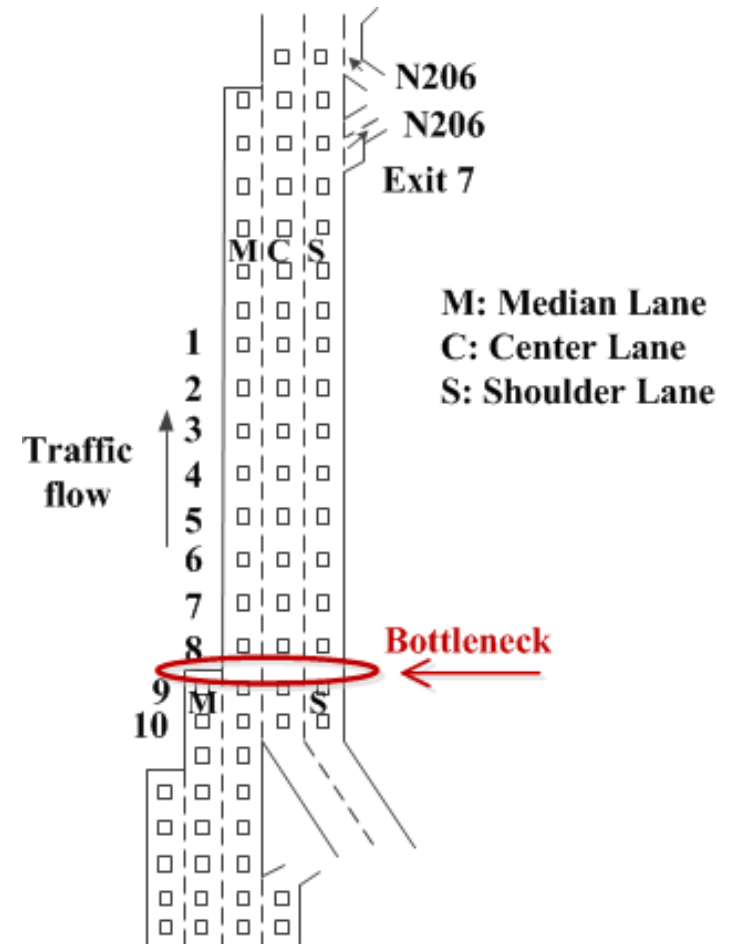 N206
N206
Exit 7
M C S
M: Median Lane
C: Center Lane
S: Shoulder Lane
1
2
3
Traffic
flow
4
5
6
7
8
Bottleneck
9
M S
10